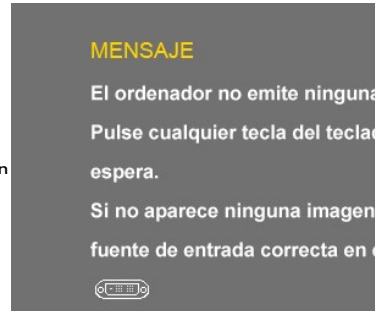 MENSAJE
El ordenador no emite ninguna
Pulse cualquier tecla del
n
espera.
Si no aparece ninguna imagen
fuente de entrada correcta en